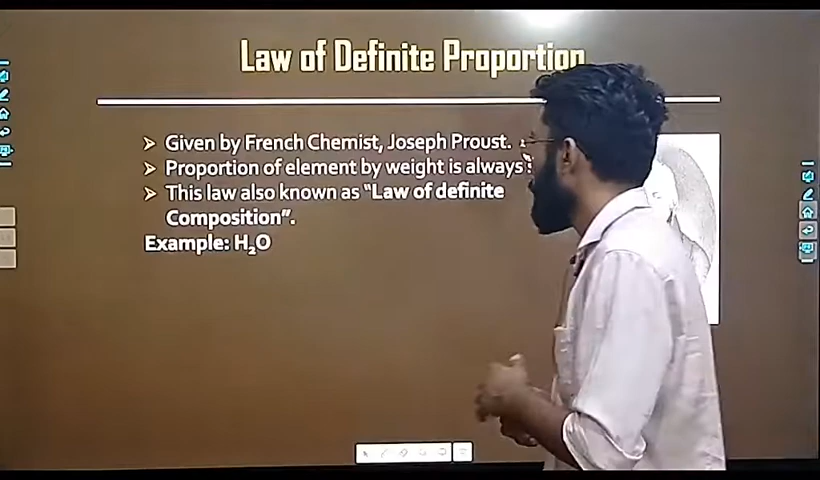 Law of Definite Proportion
➢ Given by French Chemist, Joseph Proust.
➢ Proportion of element by weight is always
➢ This law also known as “Law of definite
Composition”.
Example: H₂O